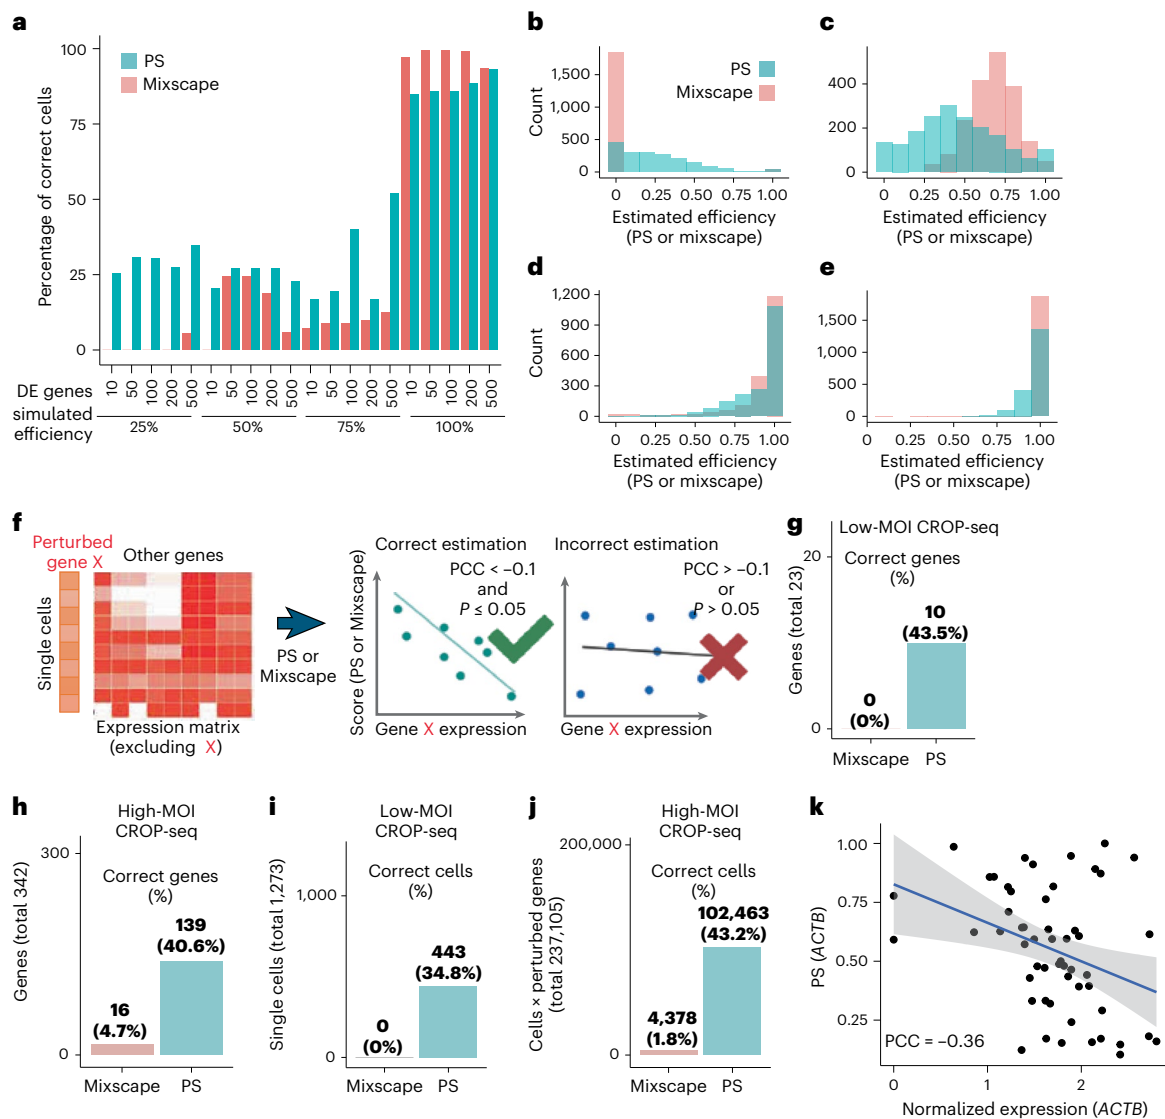 a
Percentage of correct cells
100
75
50
25
0
PS
Mixscape
DE genes
10 50 100 200 500 10 50 100 200 500 10 50 100 200 500 10 50 100 200 500
simulated
efficiency
25% 50% 75% 100%
b
Count
1,500
1,000
500
0
PS
Mixscape
0 0.25 0.50 0.75 1.00
Estimated efficiency
(PS or mixscape)
c
400
200
0
0 0.25 0.50 0.75 1.00
Estimated efficiency
(PS or mixscape)
d
Count
1,200
900
600
300
0
0 0.25 0.50 0.75 1.00
Estimated efficiency
(PS or mixscape)
e
1,500
1,000
500
0
0 0.25 0.50 0.75 1.00
Estimated efficiency
(PS or mixscape)
f
Perturbed
gene X
Other genes
Single cells
Expression matrix
(excluding X)
PS or
Mixscape
Score (PS or Mixscape)
Correct estimation
PCC < −0.1
and
P ≤ 0.05
Gene X expression
Incorrect estimation
PCC > −0.1
or
P > 0.05
Gene X expression
g
Low-MOI CROP-seq
Genes (total 23)
20
0
Correct genes
(%)
10
(43.5%)
0
(0%)
Mixscape PS
h
High-MOI
CROP-seq
Genes (total 342)
300
0
Correct genes
(%)
139
(40.6%)
16
(4.7%)
Mixscape PS
i
Low-MOI
CROP-seq
Single cells (total 1,273)
1,000
0
Correct cells
(%)
443
(34.8%)
0
(0%)
Mixscape PS
j
High-MOI
CROP-seq
Cells × perturbed genes
(total 237,105)
200,000
0
Correct cells
(%)
102,463
(43.2%)
4,378
(1.8%)
Mixscape PS
k
PS (ACTB)
1.00
0.75
0.50
0.25
PCC = −0.36
0 1 2
Normalized expression (ACTB)